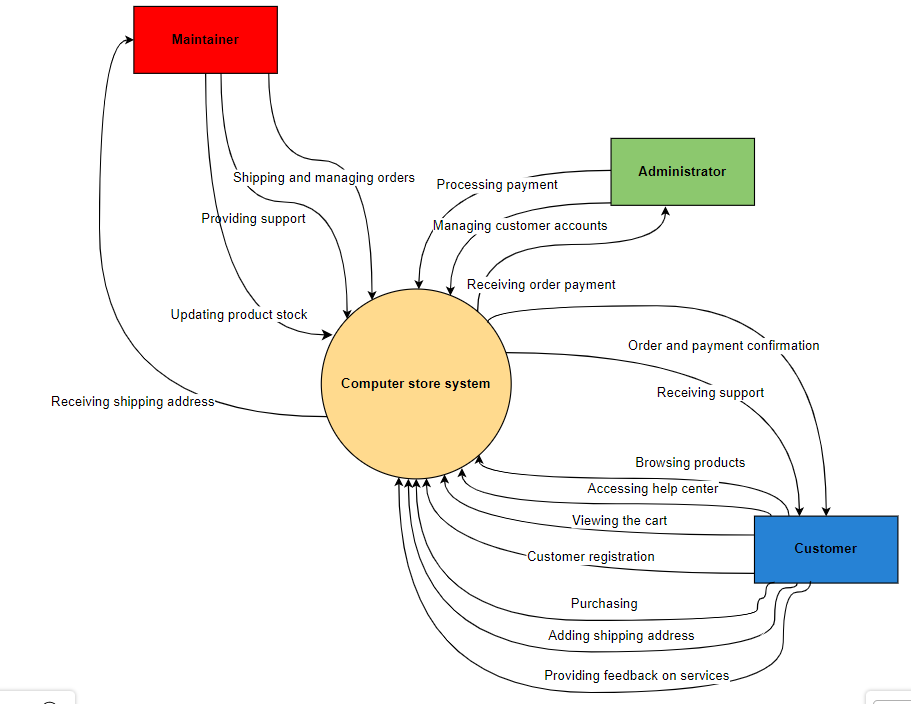 Maintainer
Administrator
Shipping and managing orders
Processing payment
Providing support
Managing customer accounts
Receiving order payment
Updating product stock
Order and payment confirmation
Computer store system
Receiving support
Receiving shipping address
Browsing products
Accessing help center
Viewing the cart
Customer
Customer registration
Purchasing
Adding shipping address
Providing feedback on services